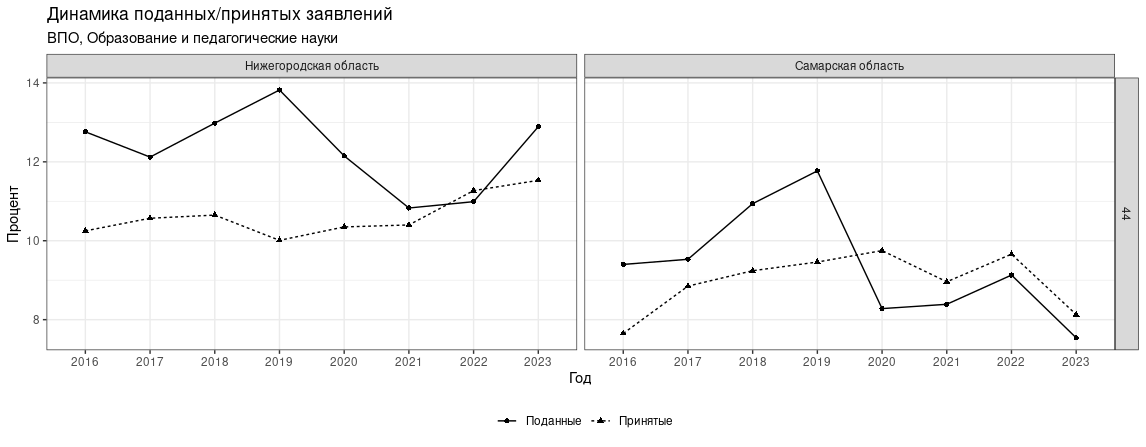 Динамика поданных/принятых заявлений
ВПО, Образование и педагогические науки
Нижегородская область
Самарская область
44
Процент
14
12
10
8
2016 2017 2018 2019 2020 2021 2022 2023
2016 2017 2018 2019 2020 2021 2022 2023
Год
Поданные Принятые